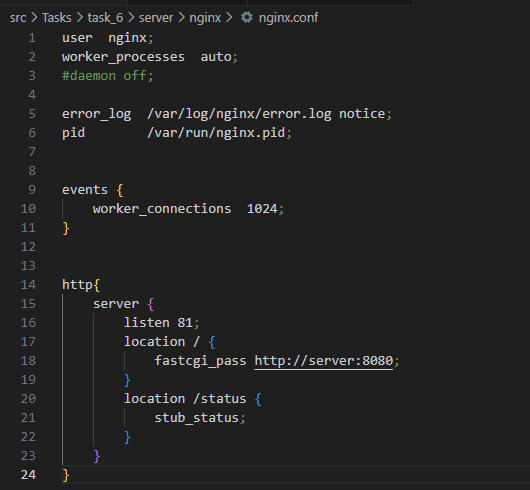 src > Tasks > task_6 > server > nginx > nginx.conf
1 user  nginx;
2 worker_processes  auto;
3 #daemon off;
4
5 error_log  /var/log/nginx/error.log notice;
6 pid        /var/run/nginx.pid;
7
8
9 events {
10     worker_connections  1024;
11 }
12
13
14 http{
15     server {
16         listen 81;
17         location / {
18             fastcgi_pass http://server:8080;
19         }
20         location /status {
21             stub_status;
22         }
23     }
24 }